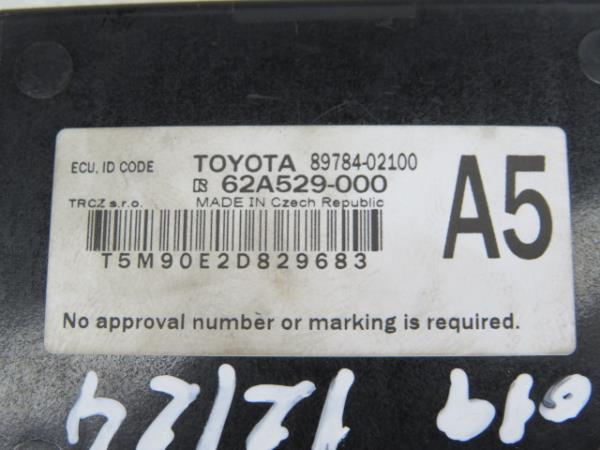 ECU. ID CODE TOYOTA 89784-02100
62A529-000
A5
TRCZ s.r.o. MADE IN Czech Republic
T5M90E2D829683
No approval number or marking is required.
12124